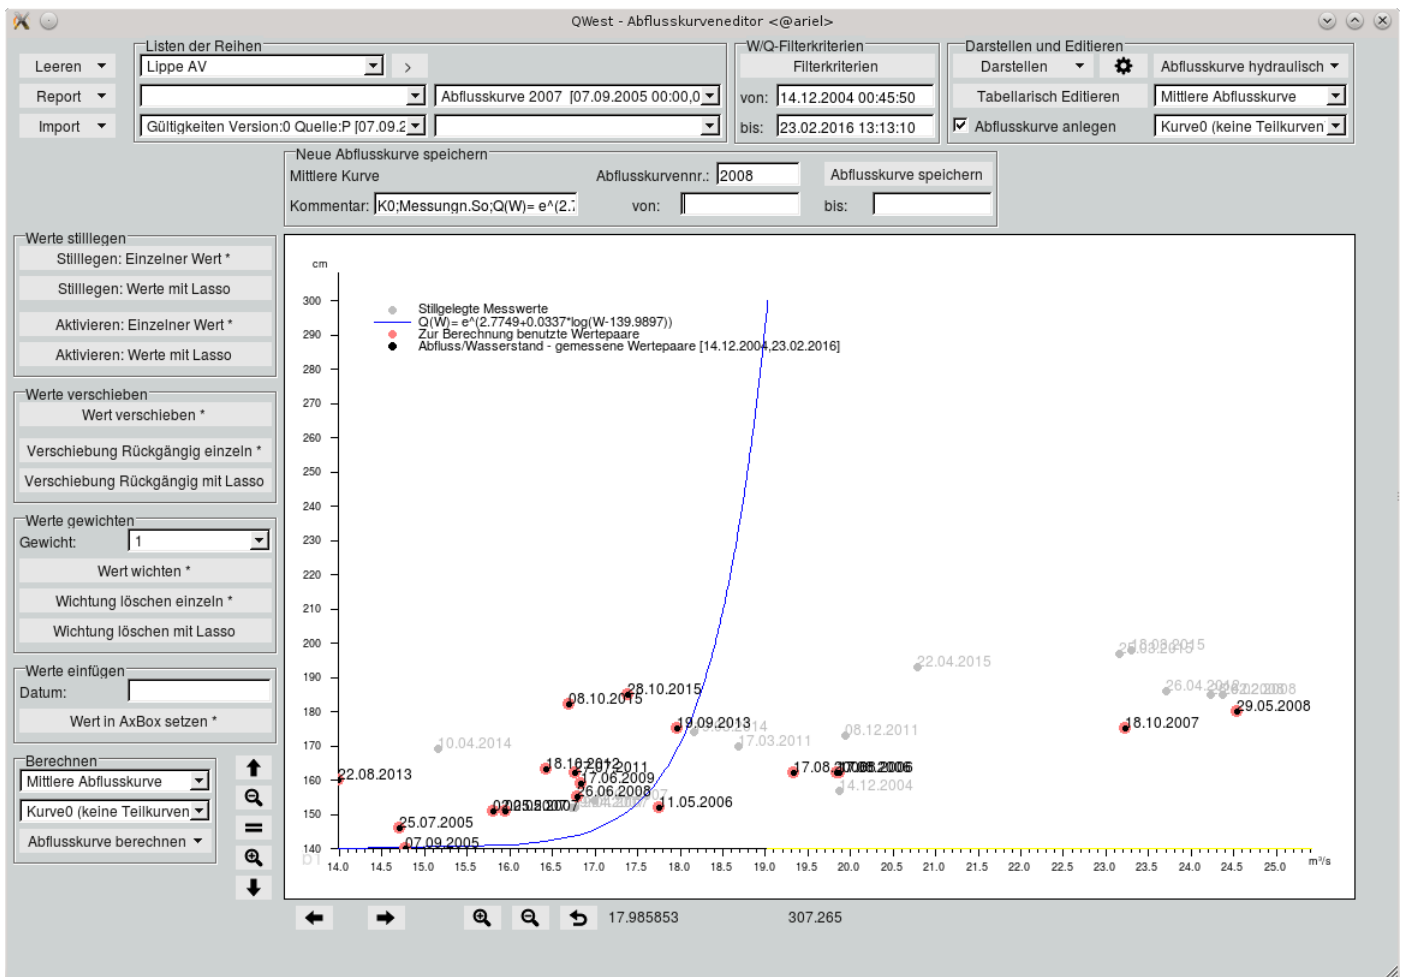 QWest - Abflusskurveneditor <@ariel>
Listen der Reihen
W/Q-Filterkriterien
Darstellen und Editieren
Leeren
Lippe AV
>
Filterkriterien
Darstellen
Abflusskurve hydraulisch
Report
Abflusskurve 2007 [07.09.2005 00:00,0
von: 14.12.2004 00:45:50
Tabellarisch Editieren
Mittlere Abflusskurve
Import
Gültigkeiten Version:0 Quelle:P [07.09.2
bis: 23.02.2016 13:13:10
Abflusskurve anlegen
Kurve0 (keine Teilkurven
Neue Abflusskurve speichern
Mittlere Kurve
Abflusskurvennr.: 2008
Abflusskurve speichern
Kommentar: K0;Messungn.So;Q(W)= e^(2.7
von:
bis:
Werte stilllegen
Stilllegen: Einzelner Wert *
Stilllegen: Werte mit Lasso
Aktivieren: Einzelner Wert *
Aktivieren: Werte mit Lasso
Werte verschieben
Wert verschieben *
Verschiebung Rückgängig einzeln *
Verschiebung Rückgängig mit Lasso
Werte gewichten
Gewicht: 1
Wert wichten *
Wichtung löschen einzeln *
Wichtung löschen mit Lasso
Werte einfügen
Datum:
Wert in AxBox setzen *
Berechnen
Mittlere Abflusskurve
Kurve0 (keine Teilkurven
Abflusskurve berechnen
cm
300
290
280
270
260
250
240
230
220
210
200
190
180
170
160
150
140
Stillgelegte Messwerte
Q(W)= e^(2.7749+0.0337*log(W-139.9897))
Zur Berechnung benutzte Wertepaare
Abfluss/Wasserstand - gemessene Wertepaare [14.12.2004,23.02.2016]
22.04.2015
28.10.2015
08.10.2015
29.05.2008
19.09.2013
18.10.2007
08.12.2011
17.03.2011
10.04.2014
22.08.2013
17.06.2009
14.12.2004
26.06.2008
11.05.2006
25.07.2005
07.09.2005
14.0 14.5 15.0 15.5 16.0 16.5 17.0 17.5 18.0 18.5 19.0 19.5 20.0 20.5 21.0 21.5 22.0 22.5 23.0 23.5 24.0 24.5 25.0
m³/s
17.985853
307.265